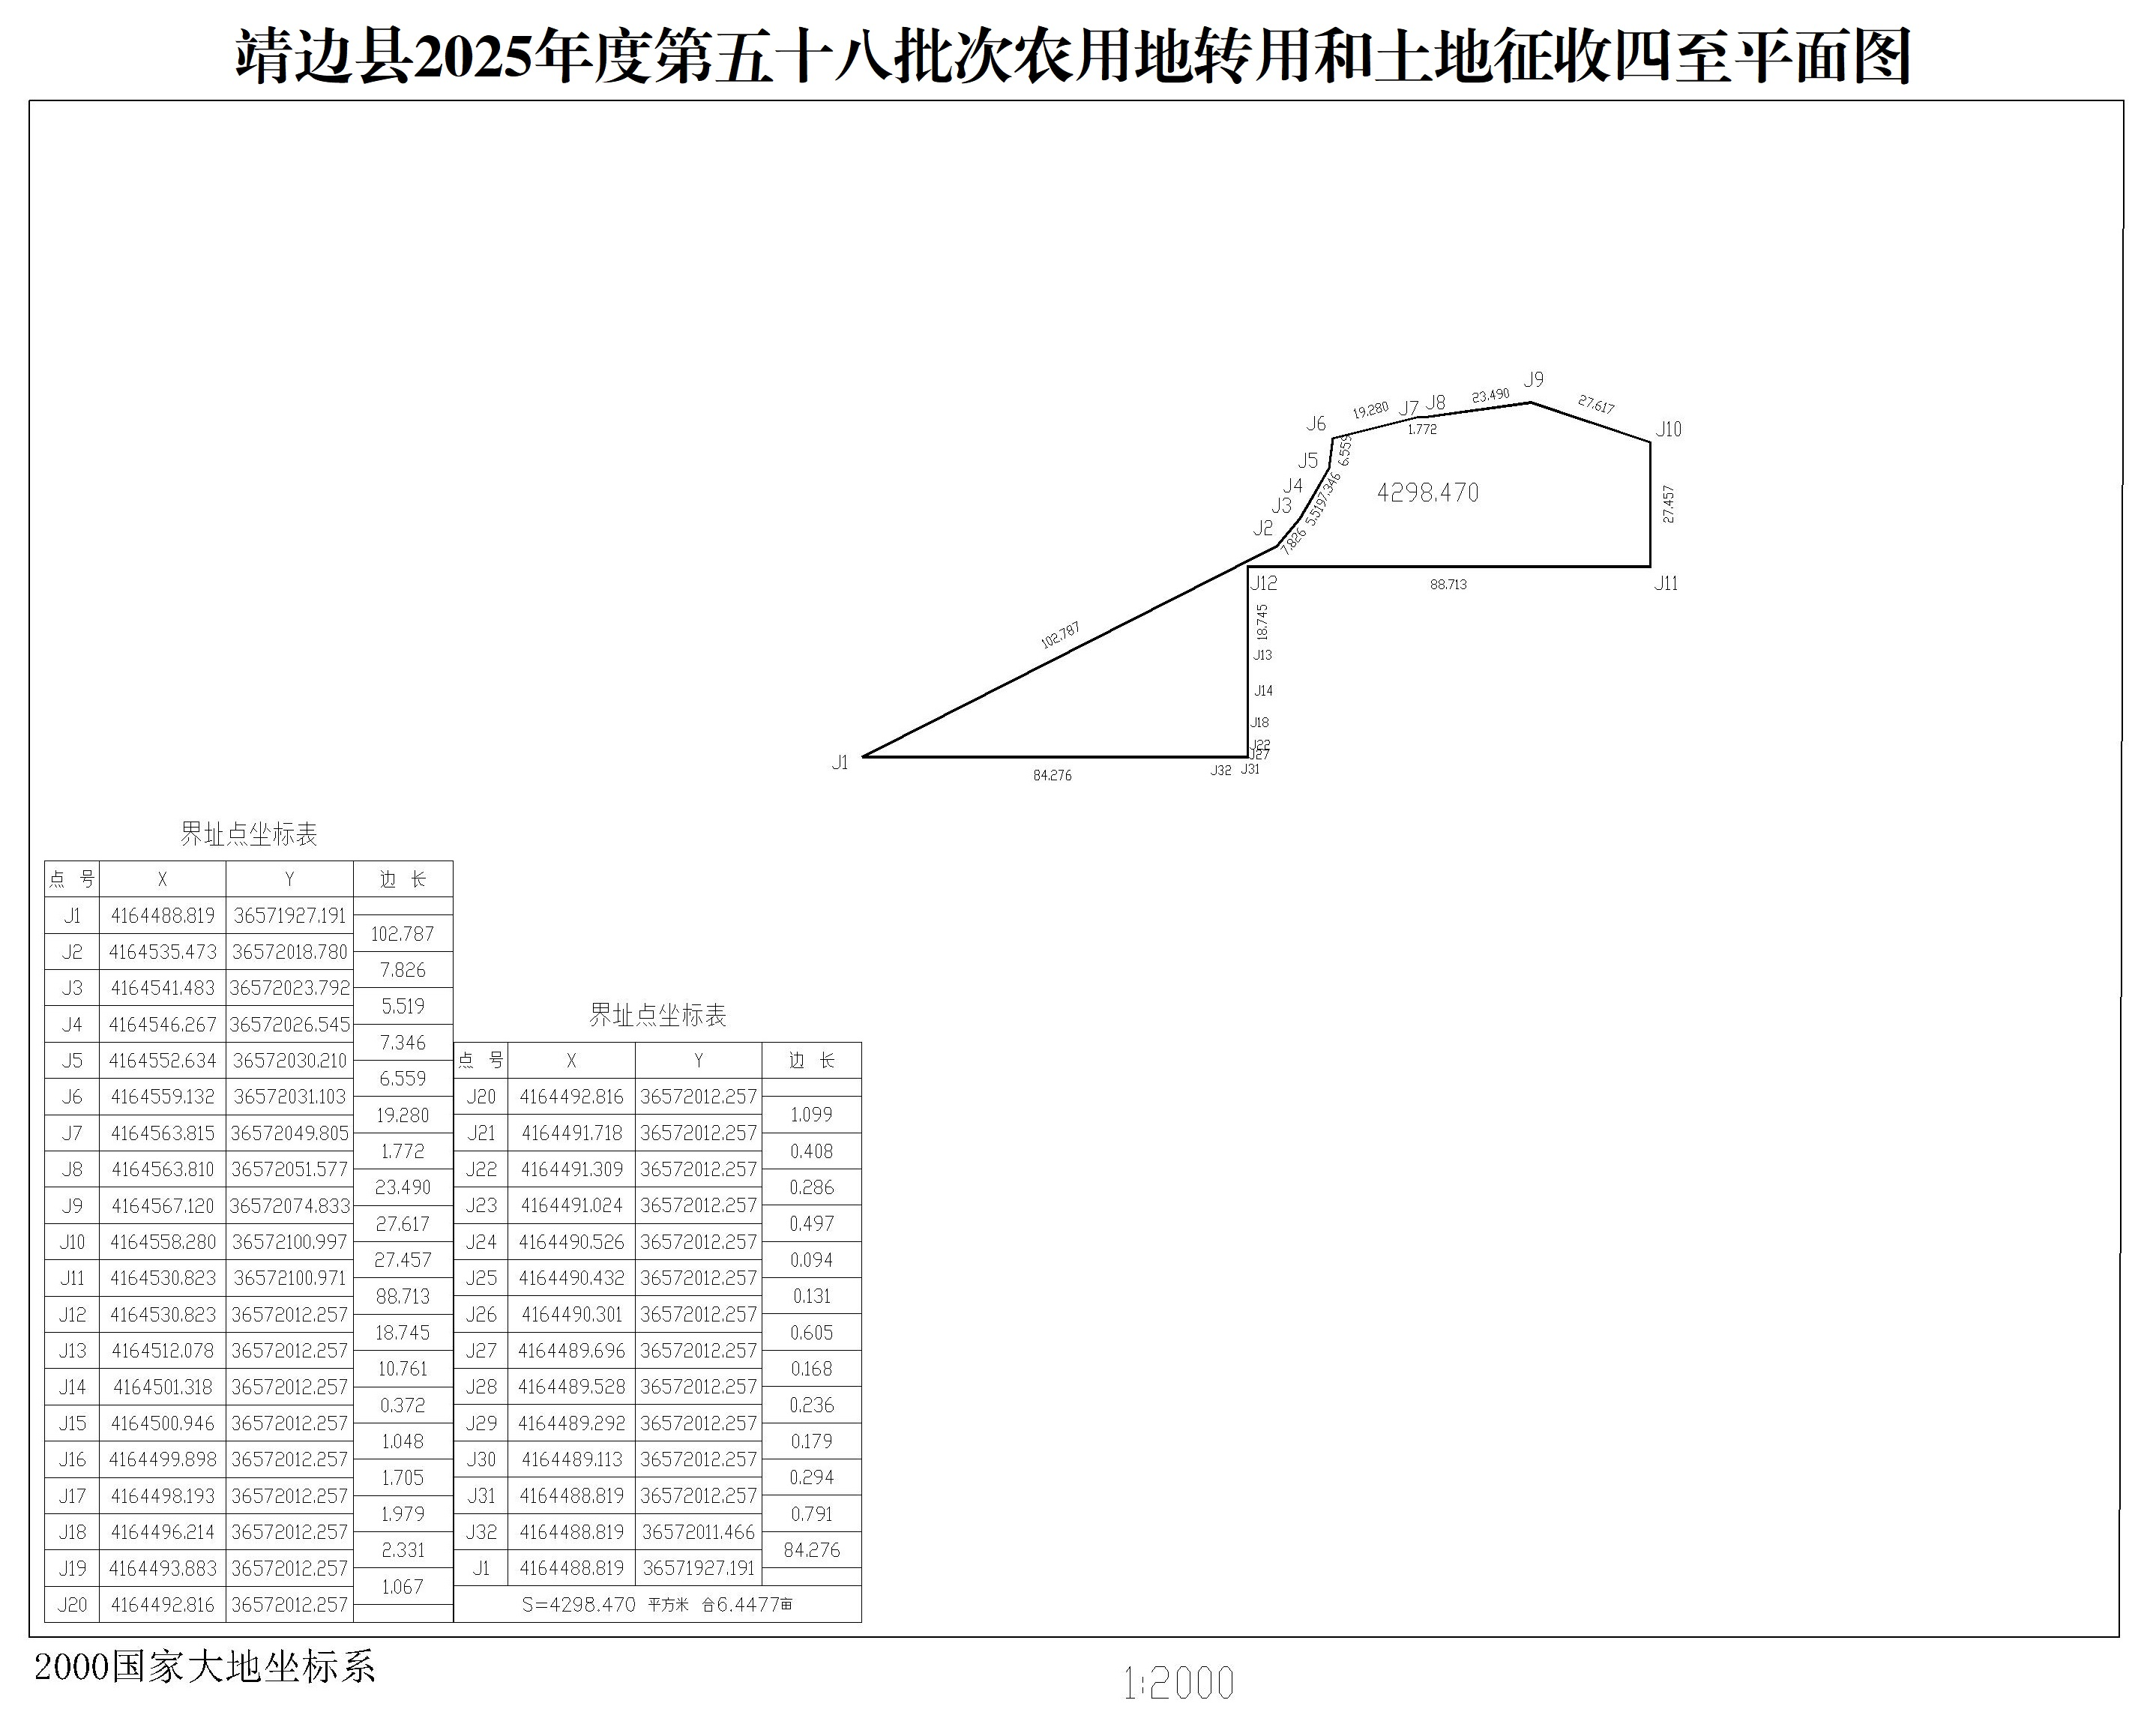 靖边县2025年度第五十八批次农用地转用和土地征收四至平面图
J9
23.490
27.617
J7 J8
19.280
1.772
J6
J10
6.559
J5
J4
4298.470
7.346
J3
5.519
27.457
J2
7.826
J12
88.713
J11
18.745
102.787
J13
J14
J18
J22
J27
J1
84.276
J32 J31
界址点坐标表
点 号 X Y 边 长
J1 4164488.819 36571927.191
102.787
J2 4164535.473 36572018.780
7.826
J3 4164541.483 36572023.792
5.519
J4 4164546.267 36572026.545
7.346
J5 4164552.634 36572030.210
6.559
J6 4164559.132 36572031.103
19.280
J7 4164563.815 36572049.805
1.772
J8 4164563.810 36572051.577
23.490
J9 4164567.120 36572074.833
27.617
J10 4164558.280 36572100.997
27.457
J11 4164530.823 36572100.971
88.713
J12 4164530.823 36572012.257
18.745
J13 4164512.078 36572012.257
10.761
J14 4164501.318 36572012.257
0.372
J15 4164500.946 36572012.257
1.048
J16 4164499.898 36572012.257
1.705
J17 4164498.193 36572012.257
1.979
J18 4164496.214 36572012.257
2.331
J19 4164493.883 36572012.257
1.067
J20 4164492.816 36572012.257
界址点坐标表
点 号 X Y 边 长
J20 4164492.816 36572012.257
1.099
J21 4164491.718 36572012.257
0.408
J22 4164491.309 36572012.257
0.286
J23 4164491.024 36572012.257
0.497
J24 4164490.526 36572012.257
0.094
J25 4164490.432 36572012.257
0.131
J26 4164490.301 36572012.257
0.605
J27 4164489.696 36572012.257
0.168
J28 4164489.528 36572012.257
0.236
J29 4164489.292 36572012.257
0.179
J30 4164489.113 36572012.257
0.294
J31 4164488.819 36572012.257
0.791
J32 4164488.819 36572011.466
84.276
J1 4164488.819 36571927.191
S=4298.470 平方米 合6.4477亩
2000国家大地坐标系
1:2000